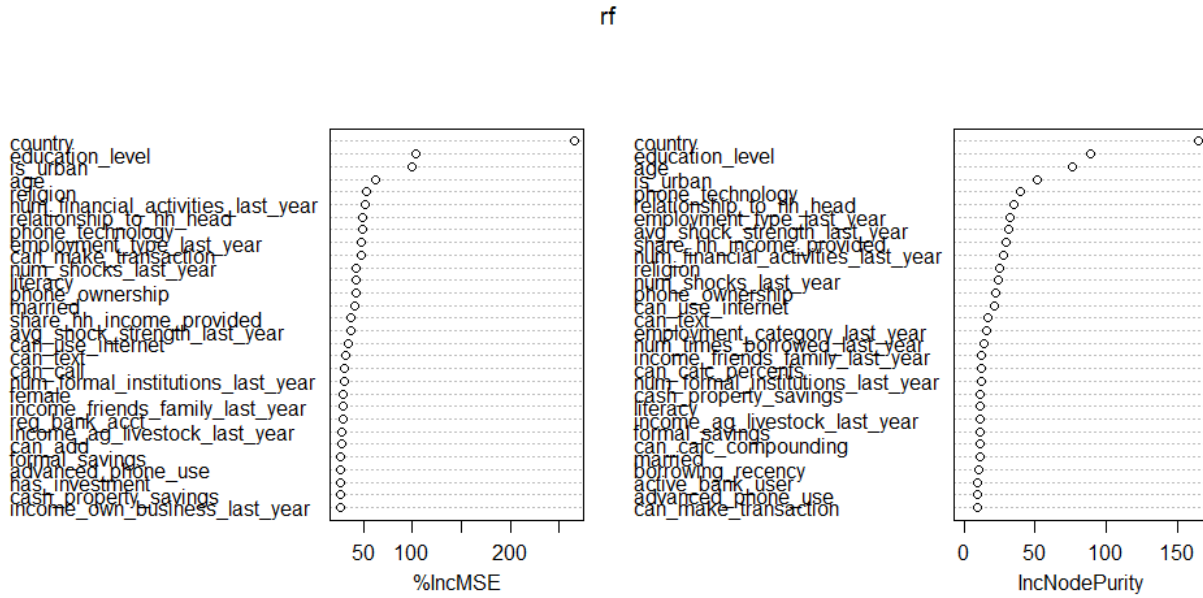 rf
country
education_level
is_urban
age
religion
num_financial_activities_last_year
relationship_to_hh_head
phone_technology
employment_type_last_year
can_make_transaction
num_shocks_last_year
literacy
phone_ownership
married
share_hh_income_provided
avg_shock_strength_last_year
can_use_internet
can_text
can_call
num_formal_institutions_last_year
female
income_friends_family_last_year
reg_bank_acct
income_ag_livestock_last_year
can_add
formal_savings
advanced_phone_use
has_investment
cash_property_savings
income_own_business_last_year
50 100 200
%IncMSE
country
education_level
age
is_urban
phone_technology
relationship_to_hh_head
employment_type_last_year
avg_shock_strength_last_year
share_hh_income_provided
num_financial_activities_last_year
religion
num_shocks_last_year
phone_ownership
can_use_internet
can_text
employment_category_last_year
num_times_borrowed_last_year
income_friends_family_last_year
can_calc_percents
num_formal_institutions_last_year
cash_property_savings
literacy
income_ag_livestock_last_year
formal_savings
can_calc_compounding
married
borrowing_recency
active_bank_user
advanced_phone_use
can_make_transaction
0 50 100 150
IncNodePurity